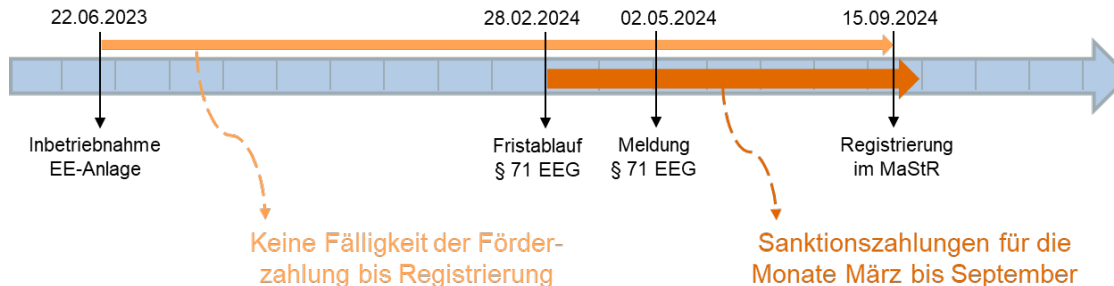 22.06.2023
28.02.2024
02.05.2024
15.09.2024
Inbetriebnahme
EE-Anlage
Fristablauf
§ 71 EEG
Meldung
§ 71 EEG
Registrierung
im MaStR
Keine Fälligkeit der Förder-
zahlung bis Registrierung
Sanktionszahlungen für die
Monate März bis September